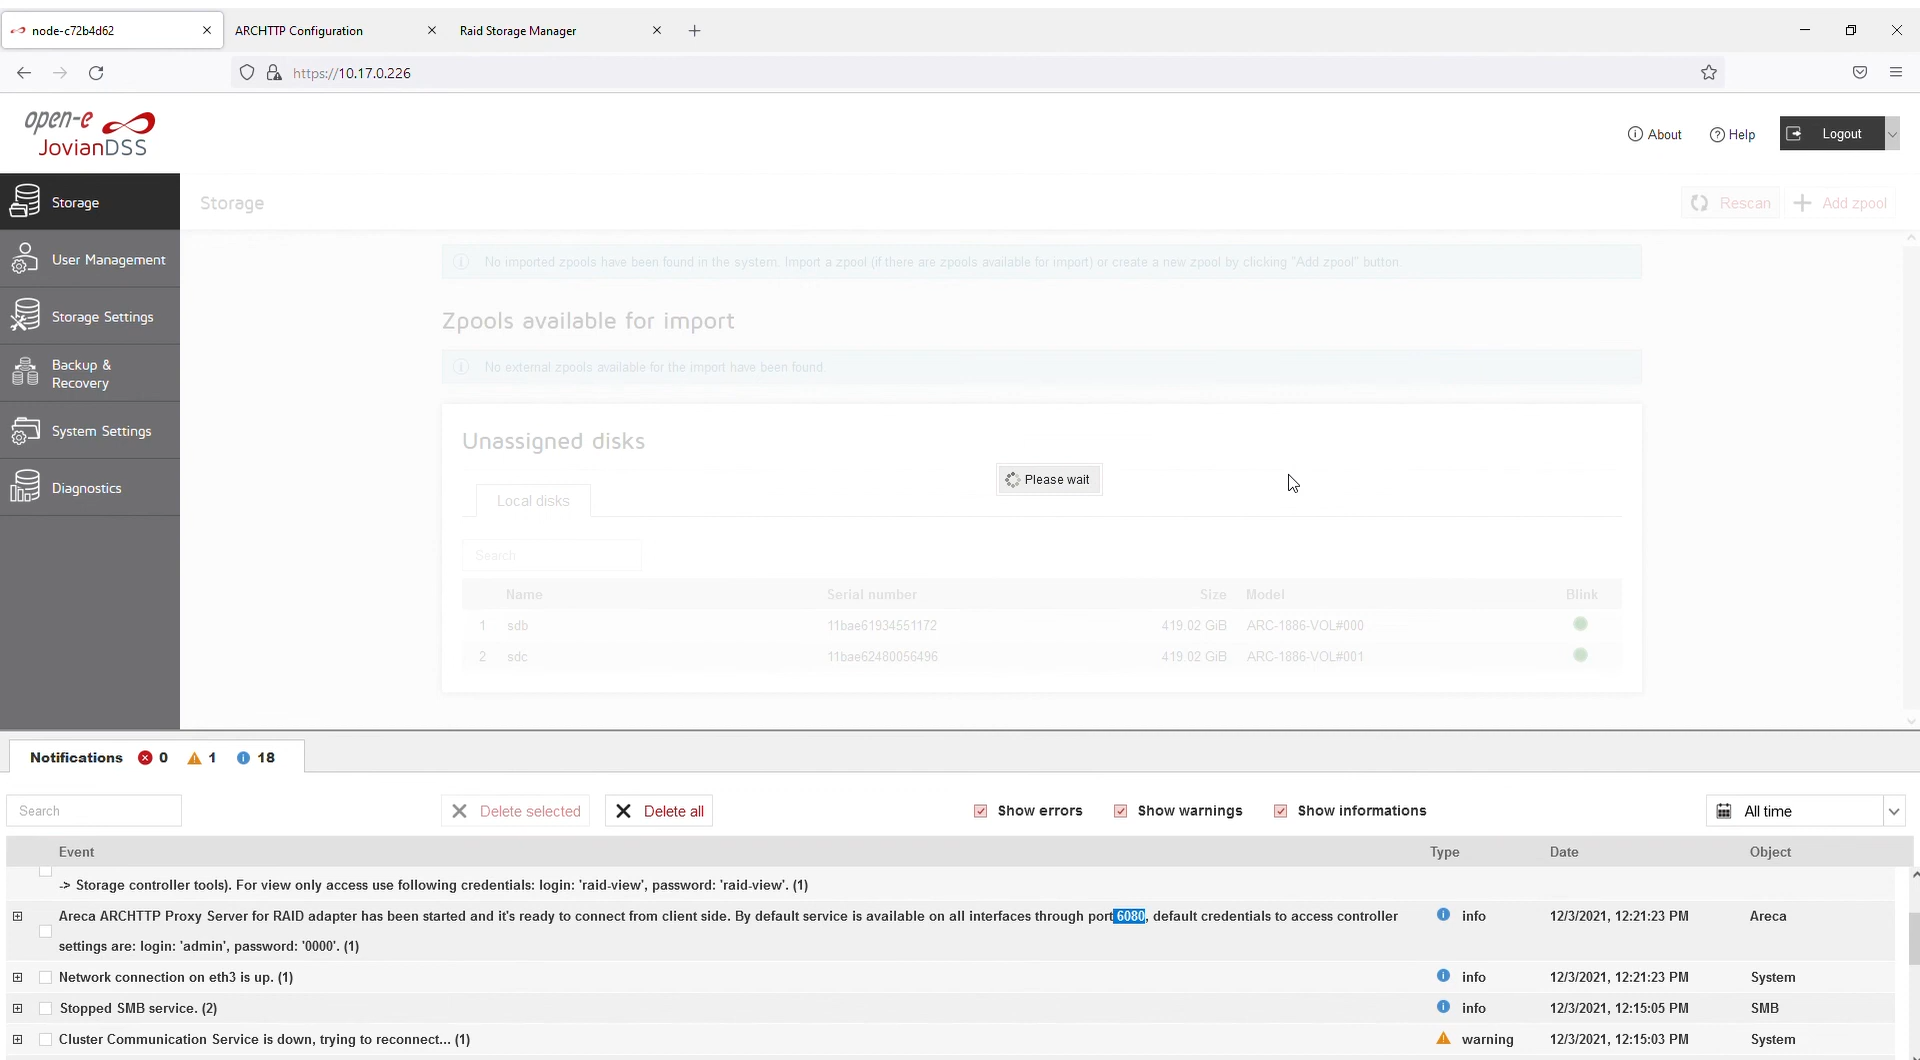 node-c72b4d62
ARCHTTP Configuration
Raid Storage Manager
https://10.17.0.226
open-e
JovianDSS
About
Help
Logout
Storage
User Management
Storage Settings
Backup &
Recovery
System Settings
Diagnostics
Storage
Rescan
Add zpool
No imported zpools have been found in the system. Import a zpool (if there are zpools available for import) or create a new zpool by clicking "Add zpool" button.
Zpools available for import
No external zpools available for the import have been found.
Unassigned disks
Please wait
Local disks
Search
Name Serial number Size Model Blink
1 sdb 11bae61934551172 419.02 GiB ARC-1886-VOL#000
2 sdc 11bae62480056496 419.02 GiB ARC-1886-VOL#001
Notifications 0 1 18
Search
Delete selected
Delete all
Show errors
Show warnings
Show informations
All time
Event Type Date Object
-> Storage controller tools). For view only access use following credentials: login: 'raid-view', password: 'raid-view'. (1)
Areca ARCHTTP Proxy Server for RAID adapter has been started and it's ready to connect from client side. By default service is available on all interfaces through port 6080, default credentials to access controller info 12/3/2021, 12:21:23 PM Areca
settings are: login: 'admin', password: '0000'. (1)
Network connection on eth3 is up. (1) info 12/3/2021, 12:21:23 PM System
Stopped SMB service. (2) info 12/3/2021, 12:15:05 PM SMB
Cluster Communication Service is down, trying to reconnect... (1) warning 12/3/2021, 12:15:03 PM System